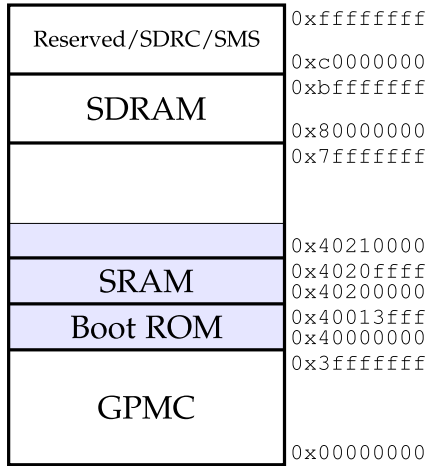 0xffffffff
Reserved/SDRC/SMS
0xc0000000
0xbfffffff
SDRAM
0x80000000
0x7fffffff
0x40210000
0x4020ffff
SRAM
0x40200000
0x40013fff
Boot ROM
0x40000000
0x3fffffff
GPMC
0x00000000